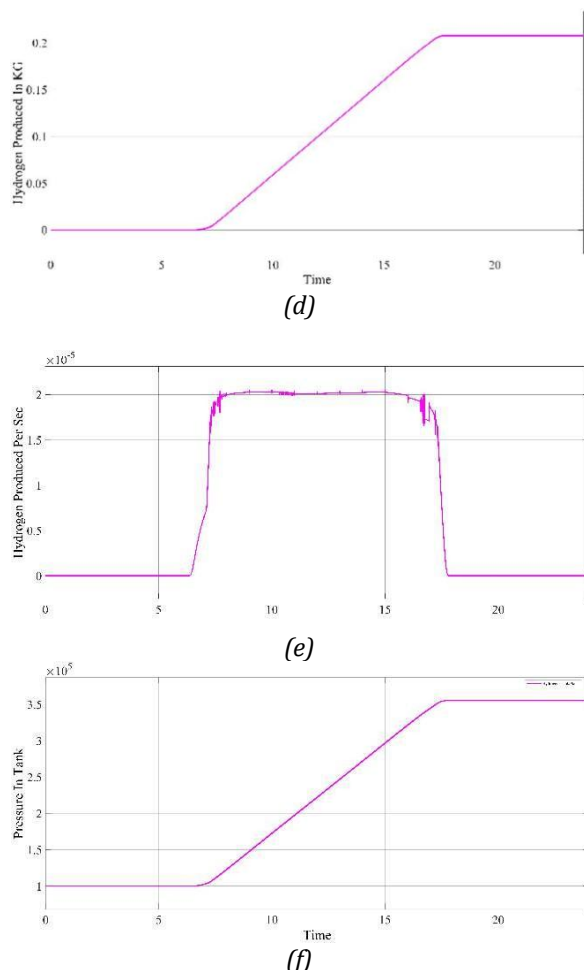 Hydrogen Produced In KG
0.2
0.15
0.1
0.05
0
0 5 10 15 20
Time
(d)
×10⁻⁵
Hydrogen Produced Per Sec
2
1.5
1
0.5
0
0 5 10 15 20
(e)
×10⁵
Pressure In Tank
3.5
3
2.5
2
1.5
1
0 5 10 15 20
Time
(f)